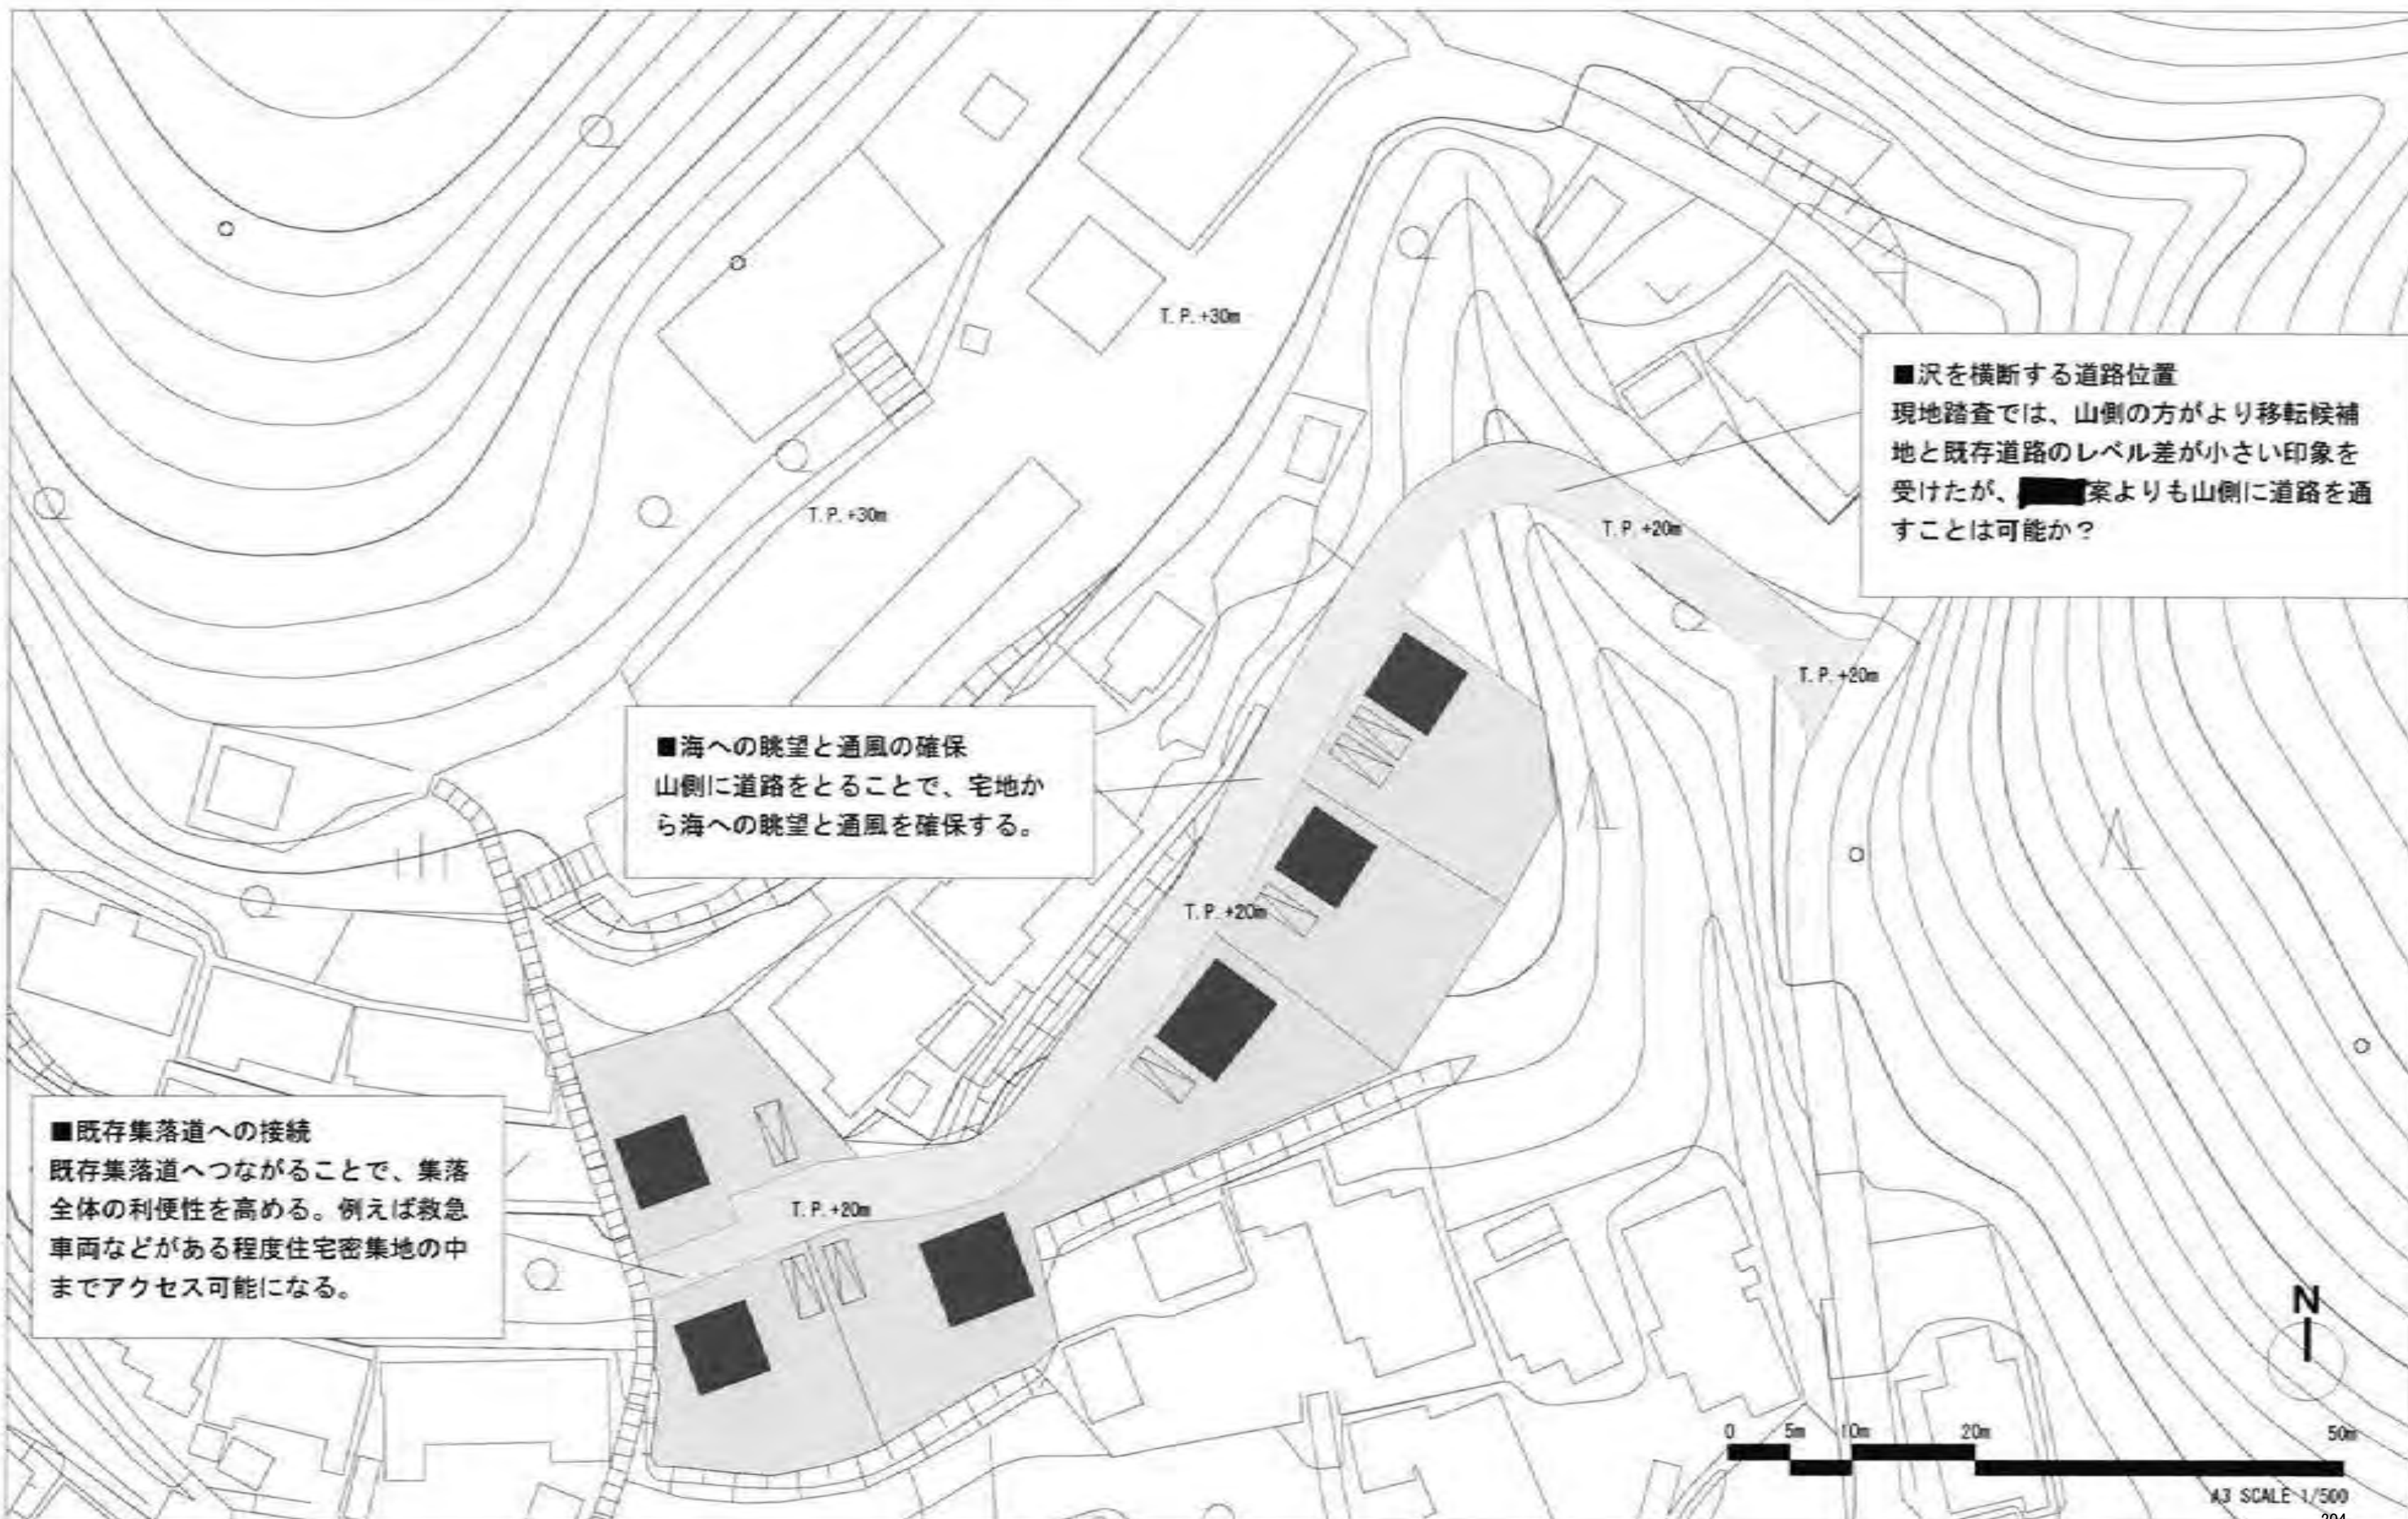 T.P.+30m
■沢を横断する道路位置
現地踏査では、山側の方がより移転候補
地と既存道路のレベル差が小さい印象を
受けたが、案よりも山側に道路を通
すことは可能か？
T.P.+30m
T.P.+20m
T.P.+20m
■海への眺望と通風の確保
山側に道路をとることで、宅地か
ら海への眺望と通風を確保する。
T.P.+20m
■既存集落道への接続
既存集落道へつながることで、集落
全体の利便性を高める。例えば救急
車両などがある程度住宅密集地の中
までアクセス可能になる。
T.P.+20m
N
0 5m 10m 20m 50m
A3 SCALE 1/500
294